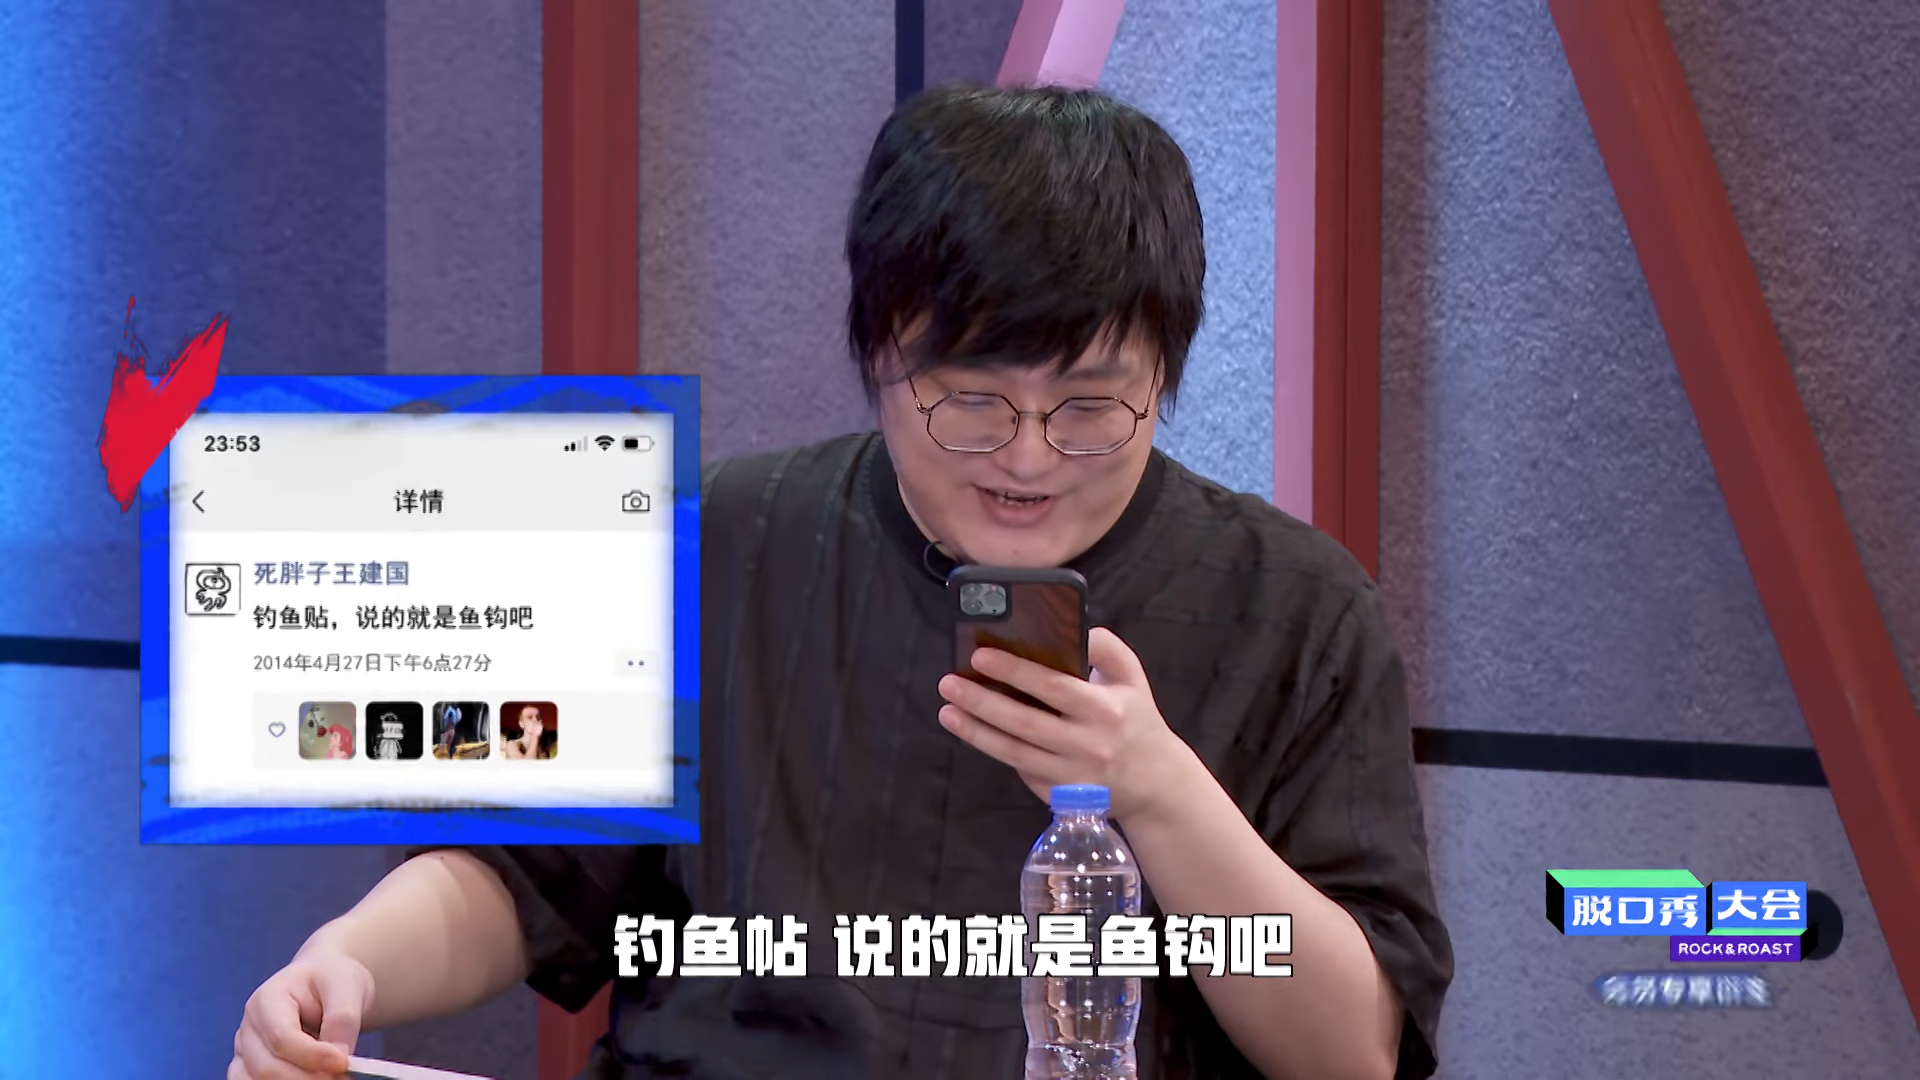 23:53
详情
死胖子王建国
钓鱼贴，说的就是鱼钩吧
2014年4月27日下午6点27分
钓鱼帖 说的就是鱼钩吧
脱口秀大会
ROCK&ROAST